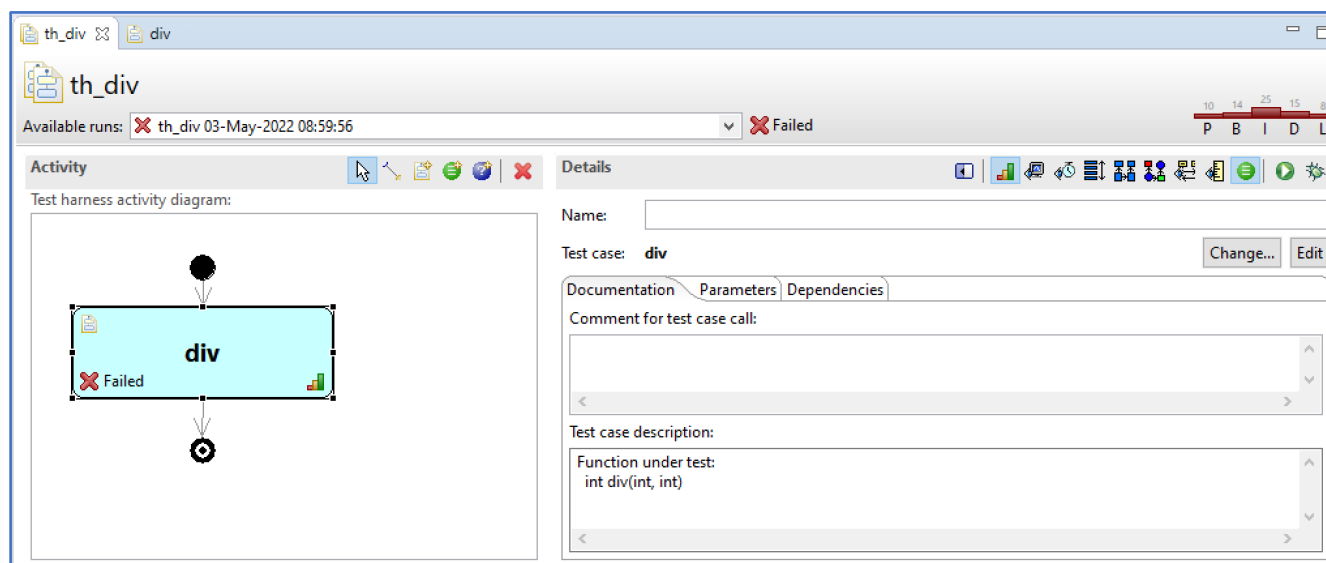 th_div div
th_div
10 14 25 15 8
Available runs: th_div 03-May-2022 08:59:56 Failed
P B I D L
Activity
Details
Test harness activity diagram:
Name:
Test case: div Change... Edit
Documentation Parameters Dependencies
Comment for test case call:
div
Failed
Test case description:
Function under test:
int div(int, int)